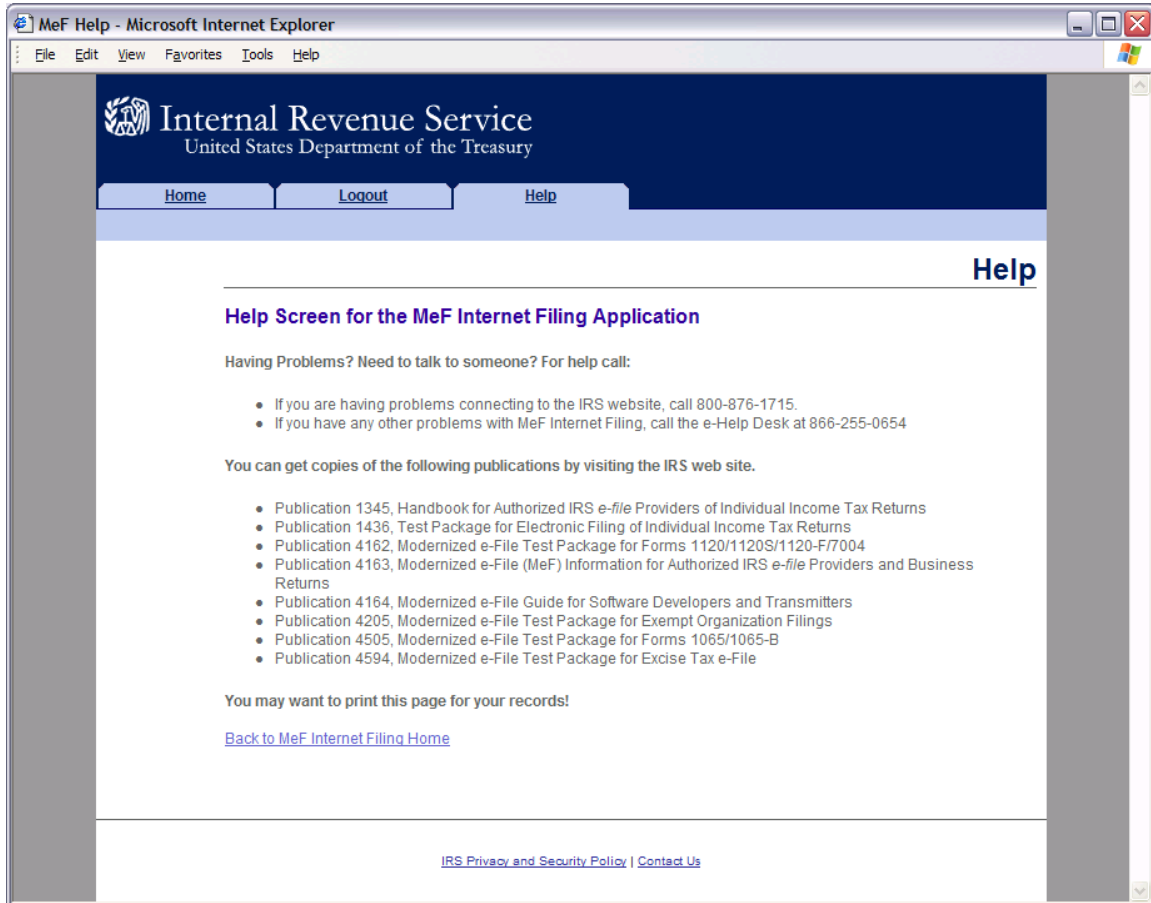 MeF Help - Microsoft Internet Explorer
File Edit View Favorites Tools Help
Internal Revenue Service
United States Department of the Treasury
Home Logout Help
Help
Help Screen for the MeF Internet Filing Application
Having Problems? Need to talk to someone? For help call:
• If you are having problems connecting to the IRS website, call 800-876-1715.
• If you have any other problems with MeF Internet Filing, call the e-Help Desk at 866-255-0654
You can get copies of the following publications by visiting the IRS web site.
• Publication 1345, Handbook for Authorized IRS e-file Providers of Individual Income Tax Returns
• Publication 1436, Test Package for Electronic Filing of Individual Income Tax Returns
• Publication 4162, Modernized e-File Test Package for Forms 1120/1120S/1120-F/7004
• Publication 4163, Modernized e-File (MeF) Information for Authorized IRS e-file Providers and Business
Returns
• Publication 4164, Modernized e-File Guide for Software Developers and Transmitters
• Publication 4205, Modernized e-File Test Package for Exempt Organization Filings
• Publication 4505, Modernized e-File Test Package for Forms 1065/1065-B
• Publication 4594, Modernized e-File Test Package for Excise Tax e-File
You may want to print this page for your records!
Back to MeF Internet Filing Home
IRS Privacy and Security Policy | Contact Us